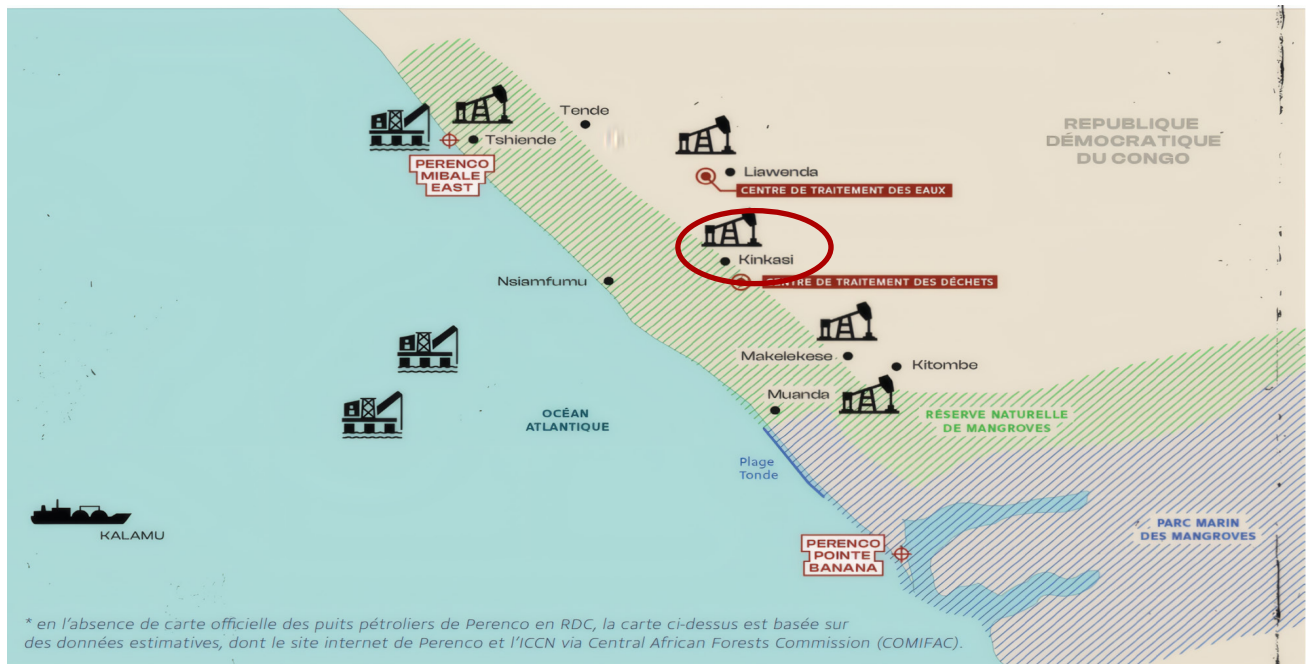 Tende
REPUBLIQUE
DÉMOCRATIQUE
DU CONGO
Tshiende
PERENCO
MIBALE
EAST
Liawenda
CENTRE DE TRAITEMENT DES EAUX
Kinkasi
CENTRE DE TRAITEMENT DES DÉCHETS
Nsiamfumu
Makelekese
Kitombe
Muanda
OCÉAN
ATLANTIQUE
RÉSERVE NATURELLE
DE MANGROVES
Plage
Tonde
KALAMU
PARC MARIN
DES MANGROVES
PERENCO
POINTE
BANANA
* en l'absence de carte officielle des puits pétroliers de Perenco en RDC, la carte ci-dessus est basée sur
des données estimatives, dont le site internet de Perenco et l'ICCN via Central African Forests Commission (COMIFAC).